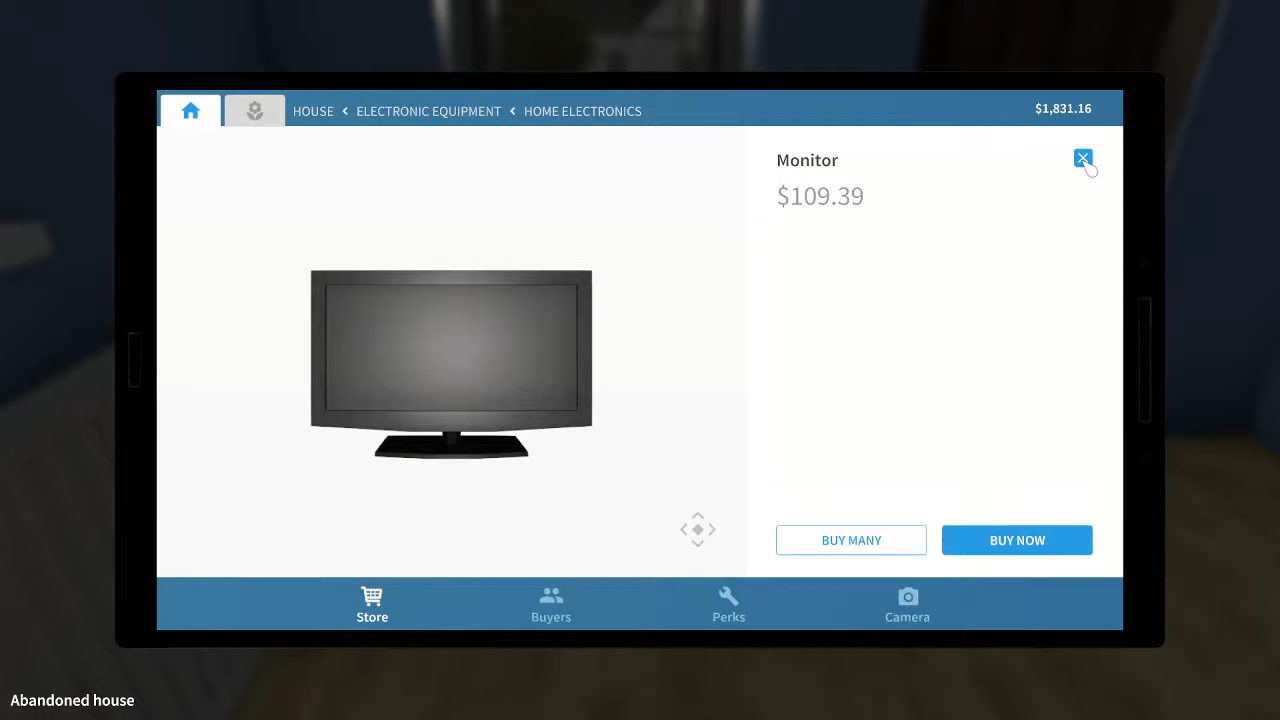 HOUSE < ELECTRONIC EQUIPMENT < HOME ELECTRONICS
$1,831.16
Monitor
$109.39
BUY MANY
BUY NOW
Store
Buyers
Perks
Camera
Abandoned house